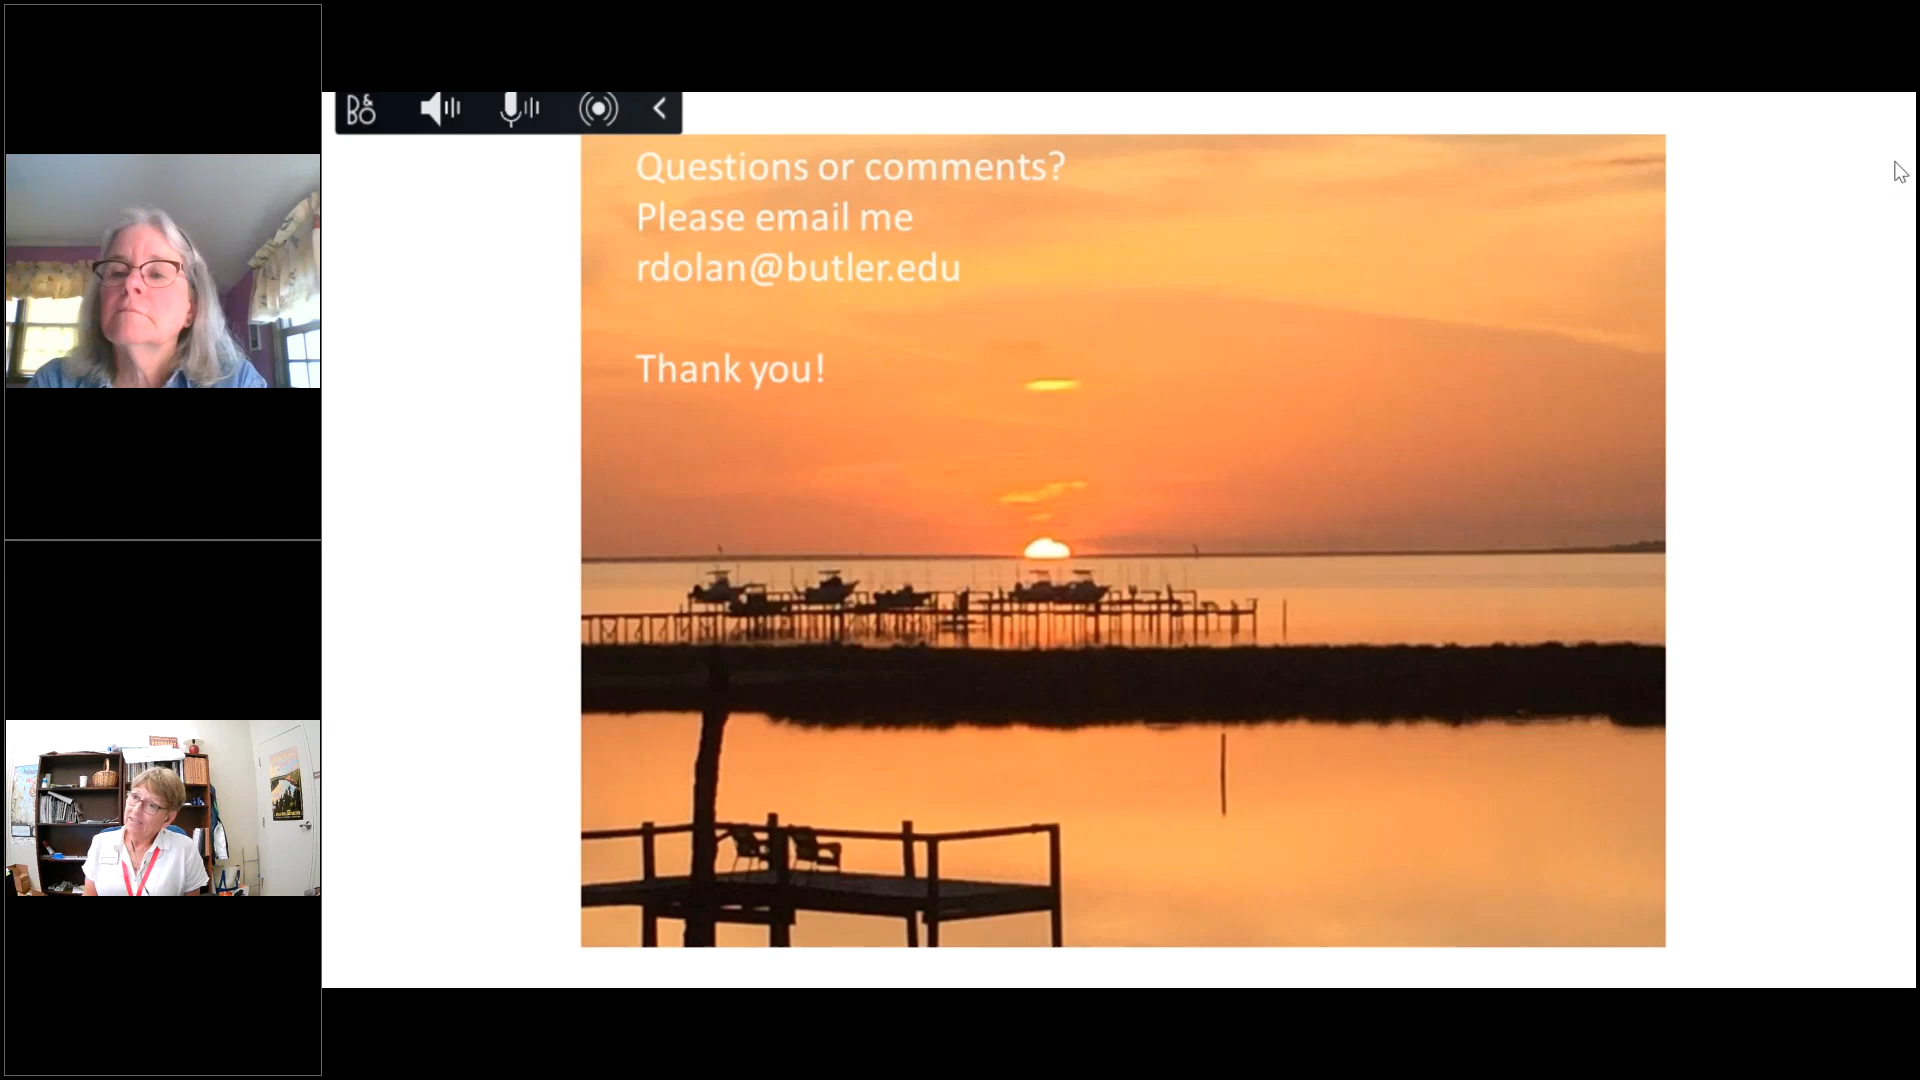 B&O
Questions or comments?
Please email me
rdolan@butler.edu
Thank you!